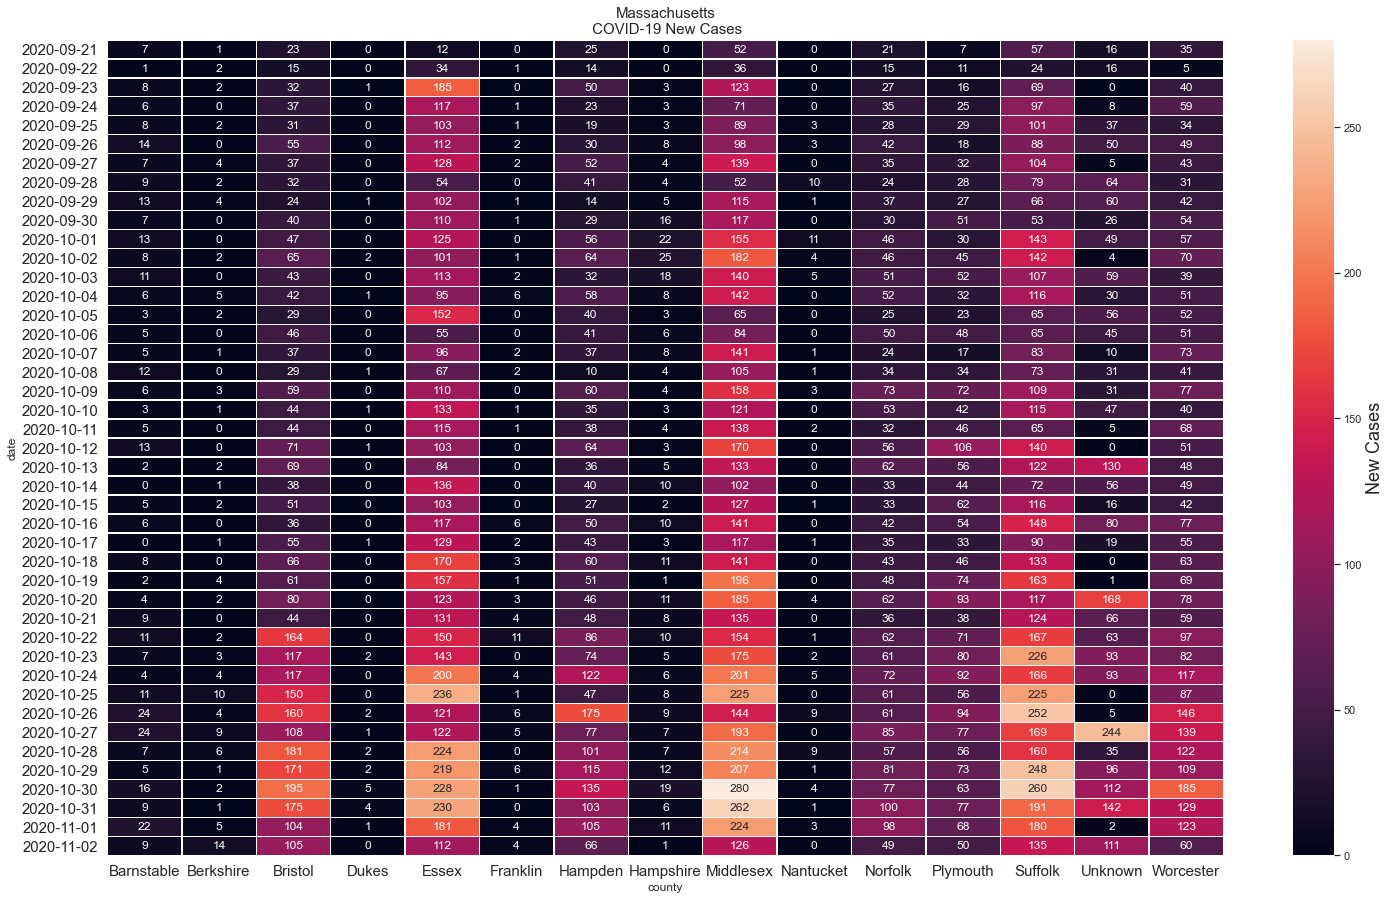 Massachusetts
COVID-19 New Cases
2020-09-21 7 1 23 0 12 0 25 0 52 0 21 7 57 16 35
2020-09-22 1 2 15 0 34 1 14 0 36 0 15 11 24 16 5
2020-09-23 8 2 32 1 185 0 50 3 123 0 27 16 69 0 40
2020-09-24 6 0 37 0 117 1 23 3 71 0 35 25 97 8 59
2020-09-25 8 2 31 0 103 1 19 3 89 3 28 29 101 37 34
2020-09-26 14 0 55 0 112 2 30 8 98 3 42 18 88 50 49
2020-09-27 7 4 37 0 128 2 52 4 139 0 35 32 104 5 43
2020-09-28 9 2 32 0 54 0 41 4 52 10 24 28 79 64 31
2020-09-29 13 4 24 1 102 1 14 5 115 1 37 27 66 60 42
2020-09-30 7 0 40 0 110 1 29 16 117 0 30 51 53 26 54
2020-10-01 13 0 47 0 125 0 56 22 155 11 46 30 143 49 57
2020-10-02 8 2 65 2 101 1 64 25 182 4 46 45 142 4 70
2020-10-03 11 0 43 0 113 2 32 18 140 5 51 52 107 59 39
2020-10-04 6 5 42 1 95 6 58 8 142 0 52 32 116 30 51
2020-10-05 3 2 29 0 152 0 40 3 65 0 25 23 65 56 52
2020-10-06 5 0 46 0 55 0 41 6 84 0 50 48 65 45 51
2020-10-07 5 1 37 0 96 2 37 8 141 1 24 17 83 10 73
2020-10-08 12 0 29 1 67 2 10 4 105 1 34 34 73 31 41
2020-10-09 6 3 59 0 110 0 60 4 158 3 73 72 109 31 77
2020-10-10 3 1 44 1 133 1 35 3 121 0 53 42 115 47 40
2020-10-11 5 0 44 0 115 1 38 4 138 2 32 46 65 5 68
2020-10-12 13 0 71 1 103 0 64 3 170 0 56 106 140 0 51
2020-10-13 2 2 69 0 84 0 36 5 133 0 62 56 122 130 48
2020-10-14 0 1 38 0 136 0 40 10 102 0 33 44 72 56 49
2020-10-15 5 2 51 0 103 0 27 2 127 1 33 62 116 16 42
2020-10-16 6 0 36 0 117 6 50 10 141 0 42 54 148 80 77
2020-10-17 0 1 55 1 129 2 43 3 117 1 35 33 90 19 55
2020-10-18 8 0 66 0 170 3 60 11 141 0 43 46 133 0 63
2020-10-19 2 4 61 0 157 1 51 1 196 0 48 74 163 1 69
2020-10-20 4 2 80 0 123 3 46 11 185 4 62 93 117 168 78
2020-10-21 9 0 44 0 131 4 48 8 135 0 36 38 124 66 59
2020-10-22 11 2 164 0 150 11 86 10 154 1 62 71 167 63 97
2020-10-23 7 3 117 2 143 0 74 5 175 2 61 80 226 93 82
2020-10-24 4 4 117 0 200 4 122 6 201 5 72 92 166 93 117
2020-10-25 11 10 150 0 236 1 47 8 225 0 61 56 225 0 87
2020-10-26 24 4 160 2 121 6 175 9 144 9 61 94 252 5 146
2020-10-27 24 9 108 1 122 5 77 7 193 0 85 77 169 244 139
2020-10-28 7 6 181 2 224 0 101 7 214 9 57 56 160 35 122
2020-10-29 5 1 171 2 219 6 115 12 207 1 81 73 248 96 109
2020-10-30 16 2 195 5 228 1 135 19 280 4 77 63 260 112 185
2020-10-31 9 1 175 4 230 0 103 6 262 1 100 77 191 142 129
2020-11-01 22 5 104 1 181 4 105 11 224 3 98 68 180 2 123
2020-11-02 9 14 105 0 112 4 66 1 126 0 49 50 135 111 60
Barnstable Berkshire Bristol Dukes Essex Franklin Hampden Hampshire Middlesex Nantucket Norfolk Plymouth Suffolk Unknown Worcester
county
date
250
200
150
100
50
0
New Cases